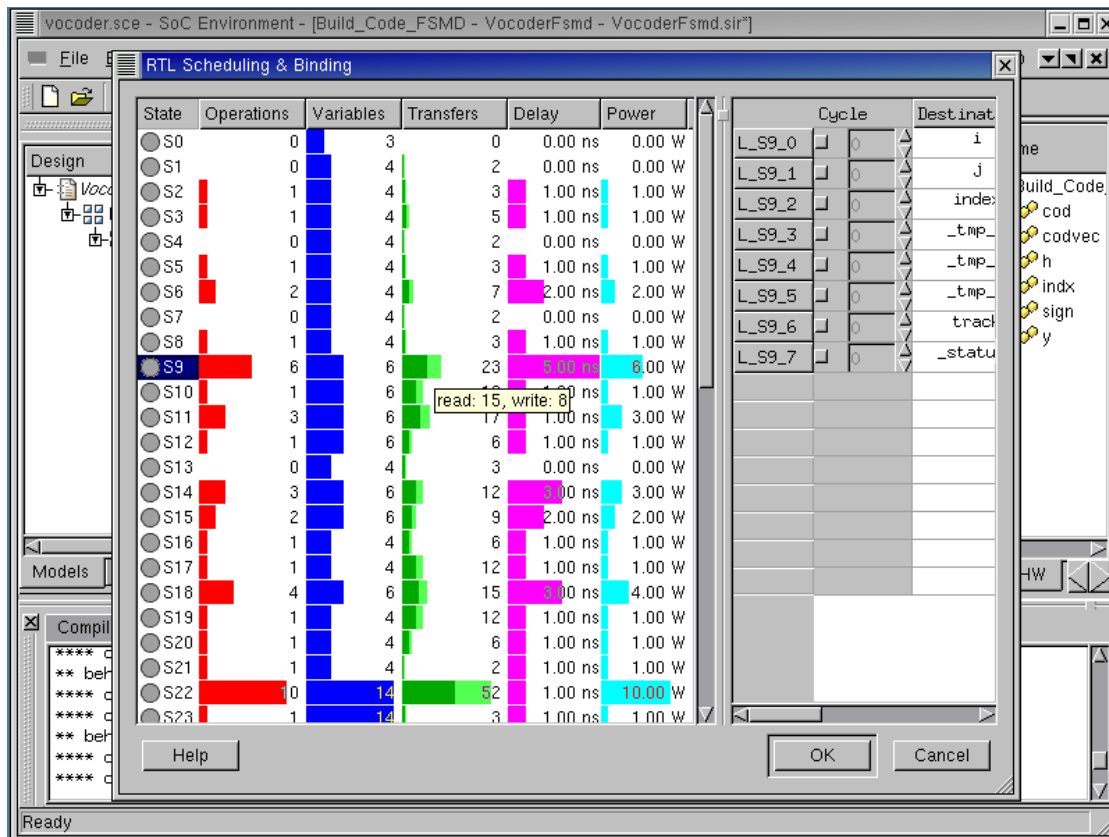 vocoder.sce - SoC Environment - [Build_Code_FSMD - VocoderFsmd - VocoderFsmd.sir*]
File
RTL Scheduling & Binding
State Operations Variables Transfers Delay Power
S0 0 3 0 0.00 ns 0.00 W
S1 0 4 2 0.00 ns 0.00 W
S2 1 4 3 1.00 ns 1.00 W
S3 1 4 5 1.00 ns 1.00 W
S4 0 4 2 0.00 ns 0.00 W
S5 1 4 3 1.00 ns 1.00 W
S6 2 4 7 2.00 ns 2.00 W
S7 0 4 2 0.00 ns 0.00 W
S8 1 4 3 1.00 ns 1.00 W
S9 6 6 23 5.00 ns 6.00 W
S10 1 6 1.00 ns 1.00 W
read: 15, write: 8
S11 3 6 17 1.00 ns 3.00 W
S12 1 6 6 1.00 ns 1.00 W
S13 0 4 3 0.00 ns 0.00 W
S14 3 6 12 3.00 ns 3.00 W
S15 2 6 9 2.00 ns 2.00 W
S16 1 4 6 1.00 ns 1.00 W
S17 1 4 12 1.00 ns 1.00 W
S18 4 6 15 3.00 ns 4.00 W
S19 1 4 12 1.00 ns 1.00 W
S20 1 4 6 1.00 ns 1.00 W
S21 1 4 2 1.00 ns 1.00 W
S22 10 14 52 1.00 ns 10.00 W
S23 1 14 3 1.00 ns 1.00 W
Cycle Destinat
L_S9_0 0 i
L_S9_1 0 j
L_S9_2 0 index
L_S9_3 0 _tmp_
L_S9_4 0 _tmp_
L_S9_5 0 _tmp_
L_S9_6 0 track
L_S9_7 0 _statu
Help
OK
Cancel
Design
Voco
Models
me
Build_Code_
cod
codvec
h
indx
sign
y
HW
Compil
**** c
** beh
**** c
**** c
** beh
**** c
**** c
Ready